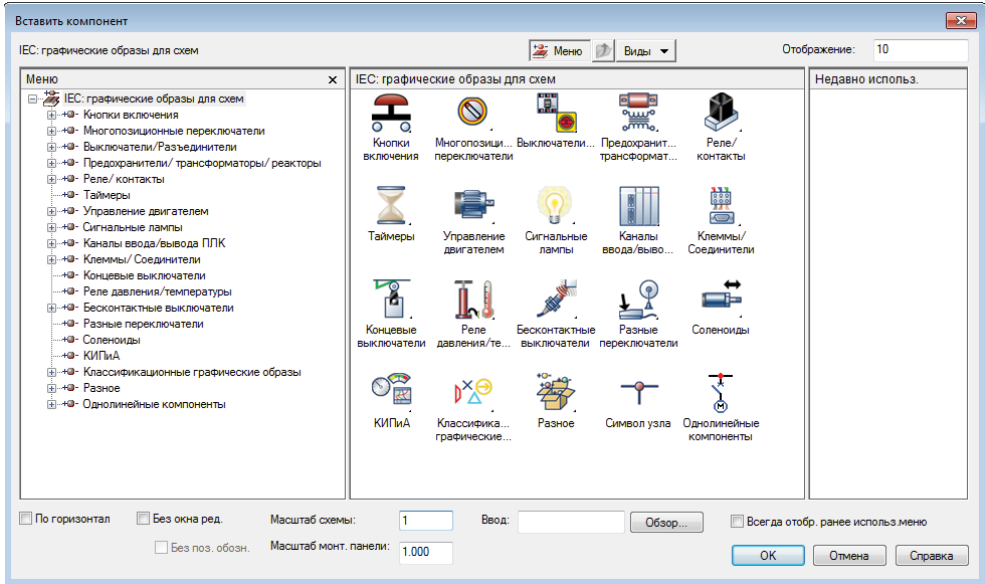 Вставить компонент
IEC: графические образы для схем
Меню
Виды
Отображение:
10
Меню
x
IEC: графические образы для схем
Кнопки включения
Многопозиционные переключатели
Выключатели/Разъединители
Предохранители/ трансформаторы/ реакторы
Реле/ контакты
Таймеры
Управление двигателем
Сигнальные лампы
Каналы ввода/вывода ПЛК
Клеммы/ Соединители
Концевые выключатели
Реле давления/температуры
Бесконтактные выключатели
Разные переключатели
Соленоиды
КИПиА
Классификационные графические образы
Разное
Однолинейные компоненты
IEC: графические образы для схем
Кнопки
включения
Многопозици...
переключатели
Выключатели...
Предохранит...
трансформат...
Реле/
контакты
Таймеры
Управление
двигателем
Сигнальные
лампы
Каналы
ввода/выво...
Клеммы/
Соединители
Концевые
выключатели
Реле
давления/те...
Бесконтактные
выключатели
Разные
переключатели
Соленоиды
КИПиА
Классифика...
графические...
Разное
Символ узла
Однолинейные
компоненты
Недавно использ.
По горизонтал
Без окна ред.
Масштаб схемы:
1
Ввод:
Обзор...
Всегда отобр. ранее использ.меню
Без поз. обозн.
Масштаб монт. панели:
1.000
OK
Отмена
Справка